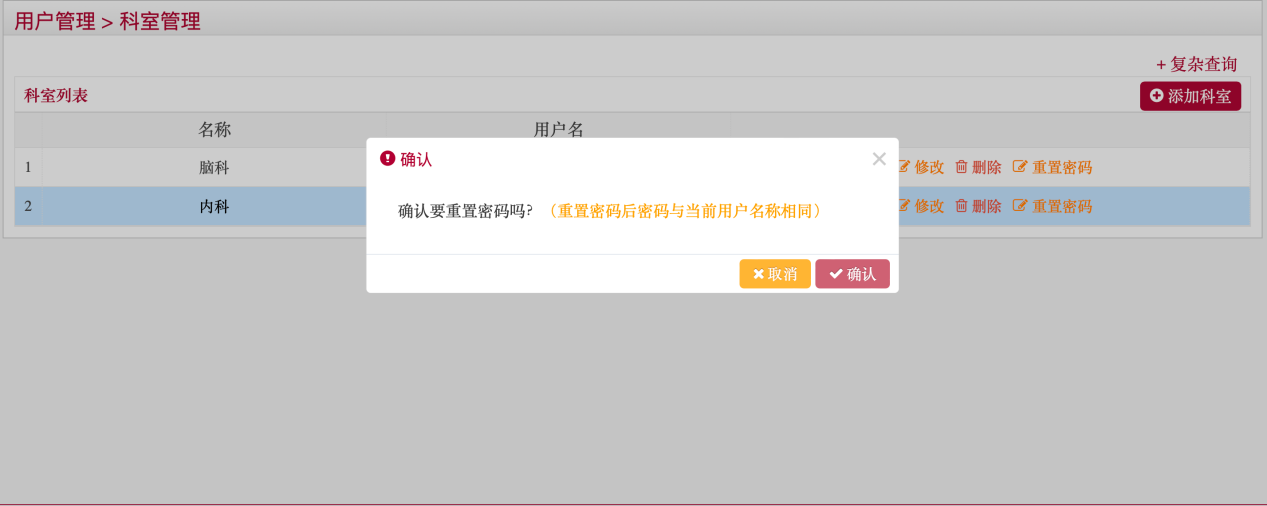 用户管理 > 科室管理
+ 复杂查询
科室列表
添加科室
名称 用户名
1 脑科 修改 删除 重置密码
2 内科 修改 删除 重置密码
确认
确认要重置密码吗? （重置密码后密码与当前用户名称相同）
取消 确认